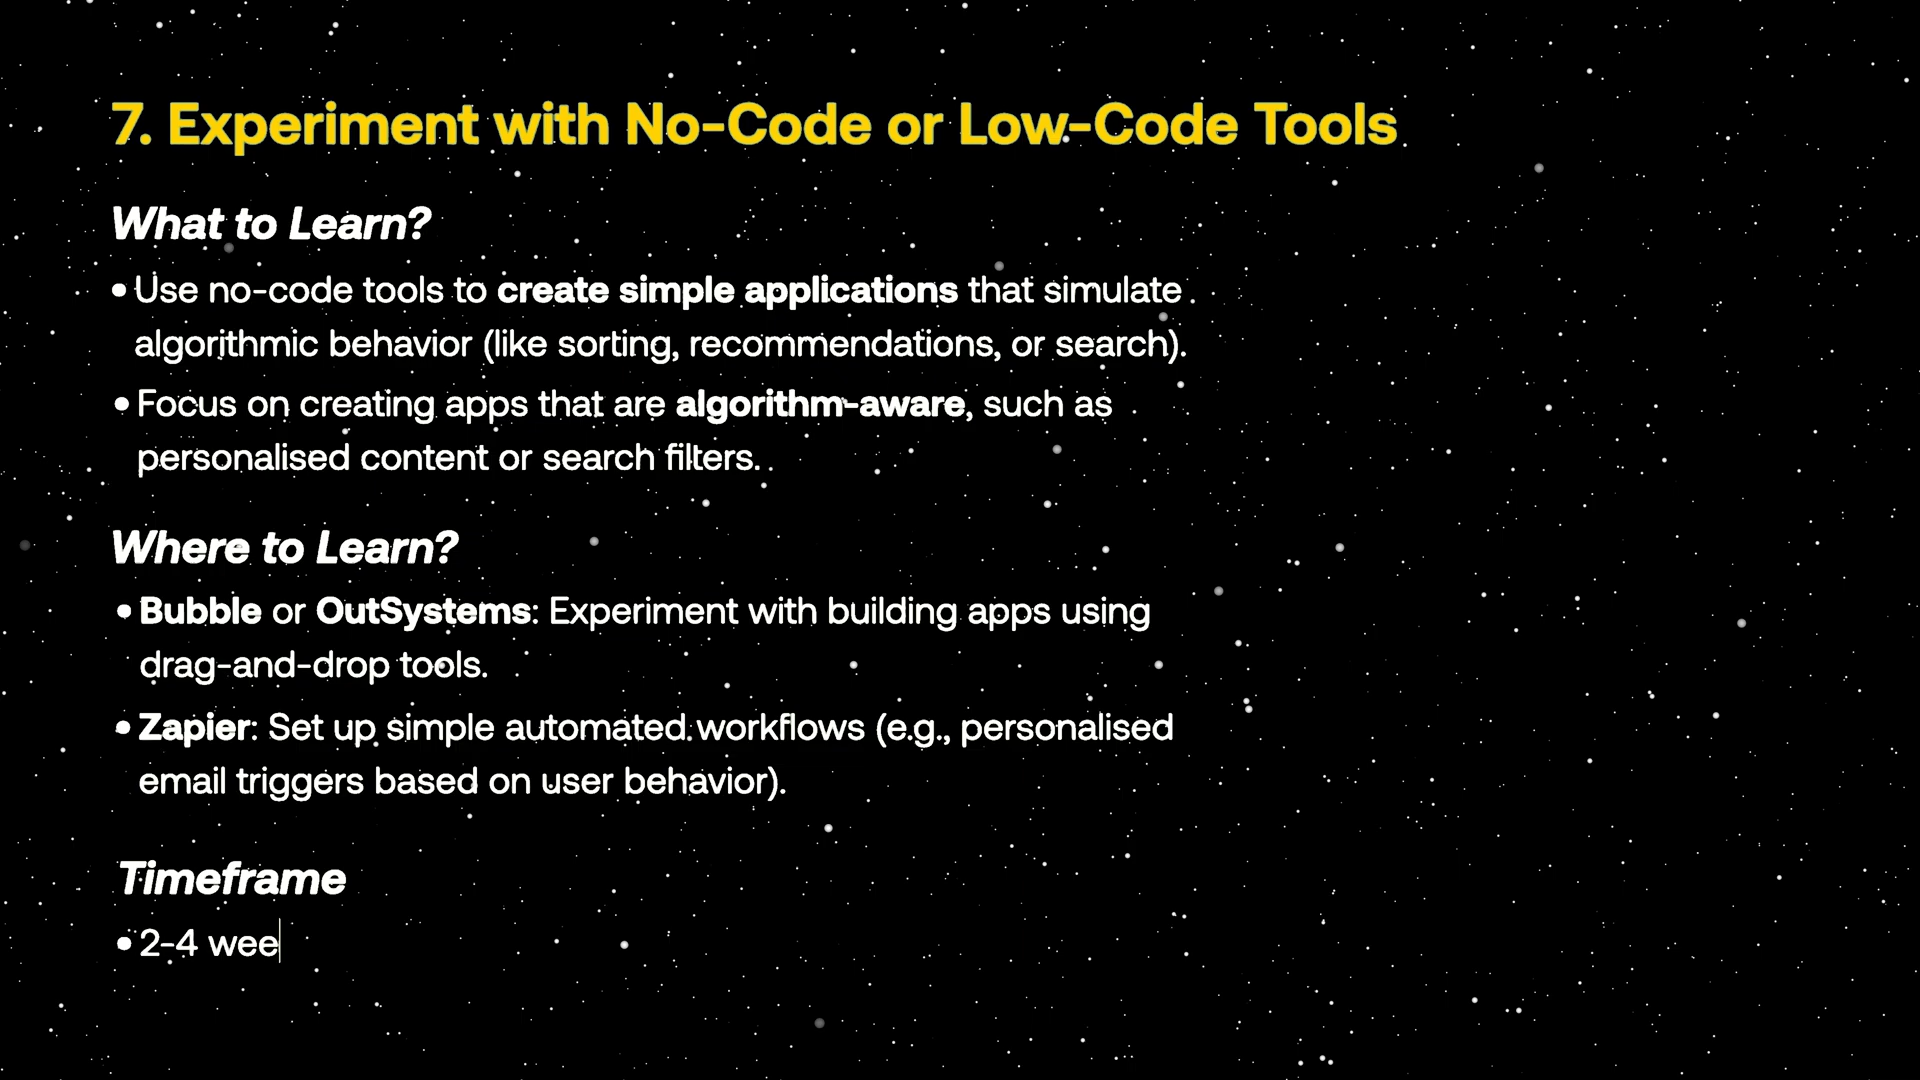 7. Experiment with No-Code or Low-Code Tools
What to Learn?
• Use no-code tools to create simple applications that simulate
algorithmic behavior (like sorting, recommendations, or search).
• Focus on creating apps that are algorithm-aware, such as
personalised content or search filters.
Where to Learn?
• Bubble or OutSystems: Experiment with building apps using
drag-and-drop tools.
• Zapier: Set up simple automated workflows (e.g., personalised
email triggers based on user behavior).
Timeframe
• 2-4 wee